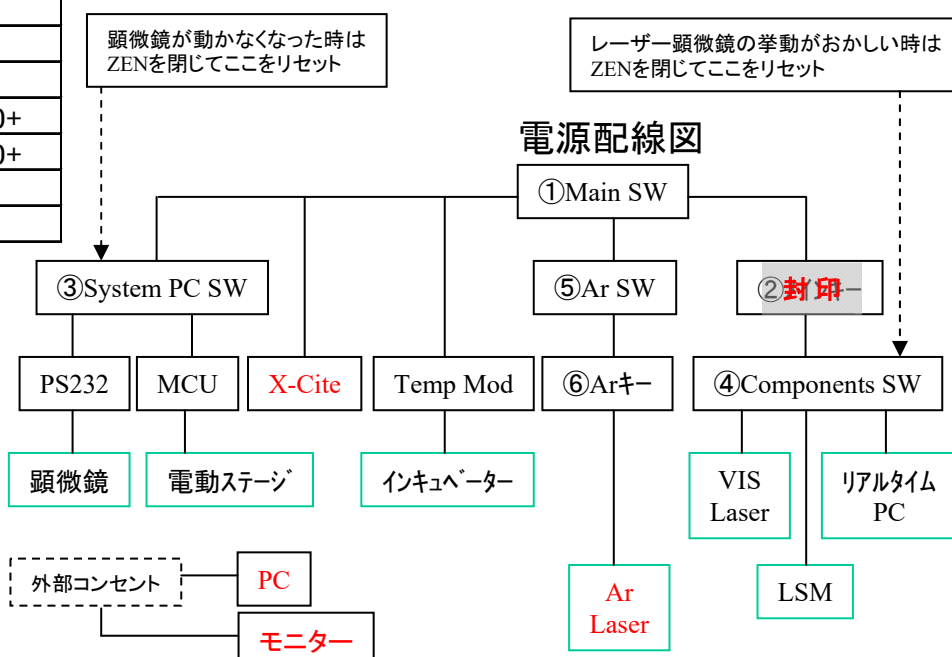 0+
0+
顕微鏡が動かなくなった時は
ZENを閉じてここをリセット
レーザー顕微鏡の挙動がおかしい時は
ZENを閉じてここをリセット
電源配線図
①Main SW
③System PC SW
⑤Ar SW
②
封印
キー
PS232
MCU
X-Cite
Temp Mod
⑥Arキー
④Components SW
顕微鏡
電動ステージ
インキュベーター
VIS
Laser
リアルタイム
PC
外部コンセント
PC
モニター
Ar
Laser
LSM